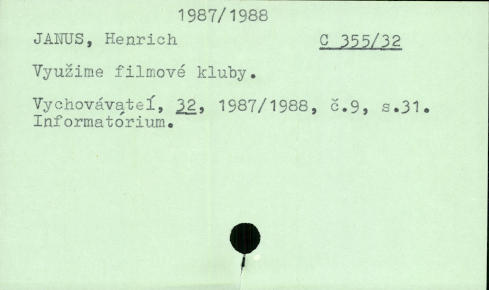 1987/1988
JANUS, Henrich C 355/32
Využime filmové kluby.
Vychovávateľ, 32, 1987/1988, č.9, s.31.
Informatórium.